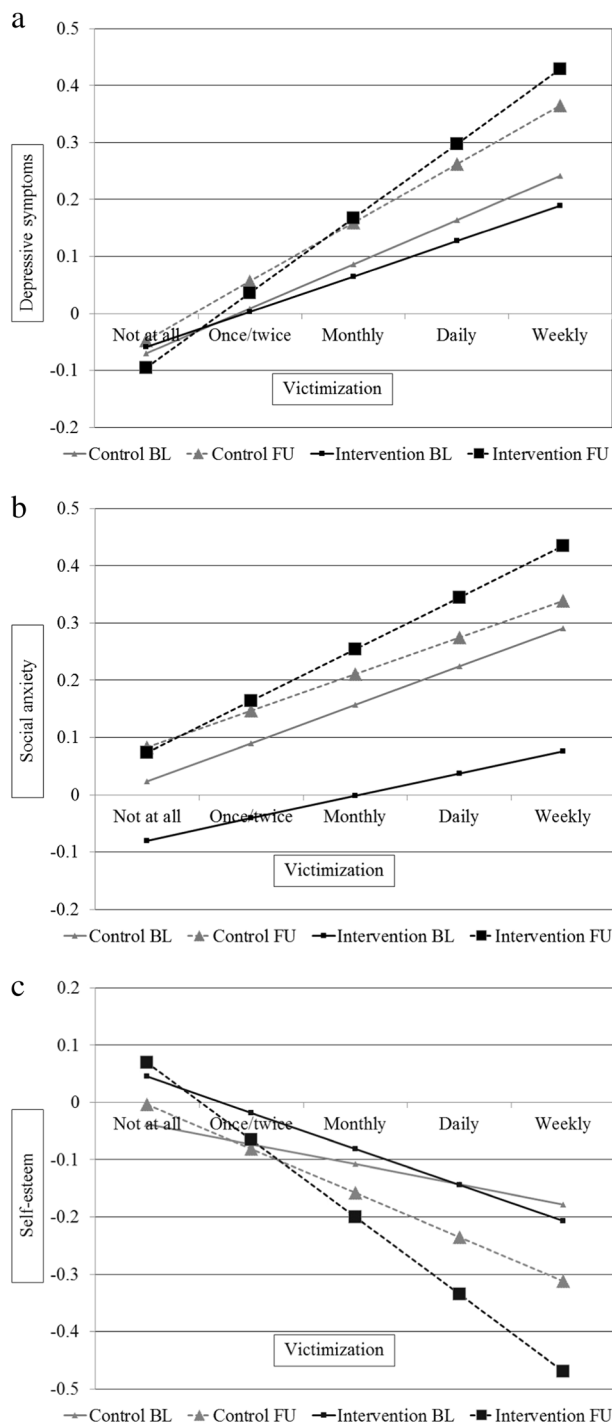 a
0.5
0.4
0.3
0.2
0.1
0
-0.1
-0.2
Depressive symptoms
Not at all Once/twice Monthly Daily Weekly
Victimization
Control BL Control FU Intervention BL Intervention FU
b
0.5
0.4
0.3
0.2
0.1
0
-0.1
-0.2
Social anxiety
Not at all Once/twice Monthly Daily Weekly
Victimization
Control BL Control FU Intervention BL Intervention FU
c
0.2
0.1
0
-0.1
-0.2
-0.3
-0.4
-0.5
Self-esteem
Not at all Once/twice Monthly Daily Weekly
Victimization
Control BL Control FU Intervention BL Intervention FU